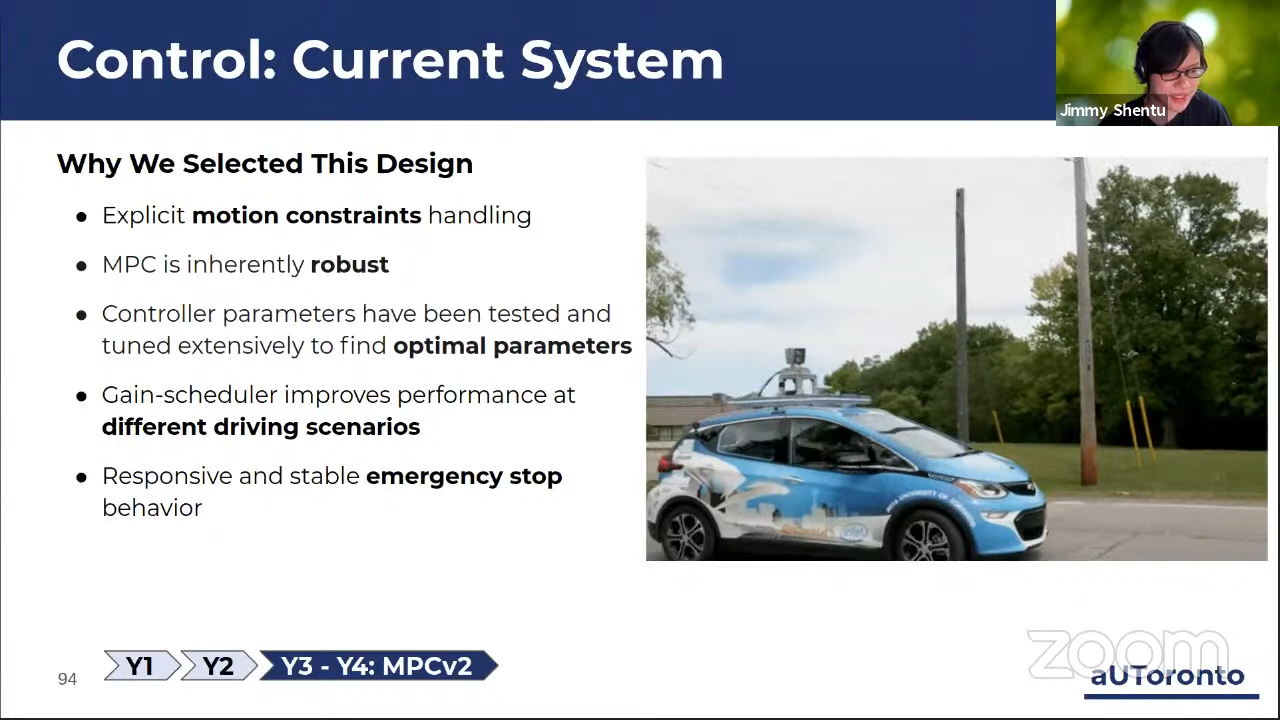 Control: Current System
Jimmy Shentu
Why We Selected This Design
● Explicit motion constraints handling
● MPC is inherently robust
● Controller parameters have been tested and
tuned extensively to find optimal parameters
● Gain-scheduler improves performance at
different driving scenarios
● Responsive and stable emergency stop
behavior
intel
94
Y1
Y2
Y3 - Y4: MPCv2
zoom
aUToronto